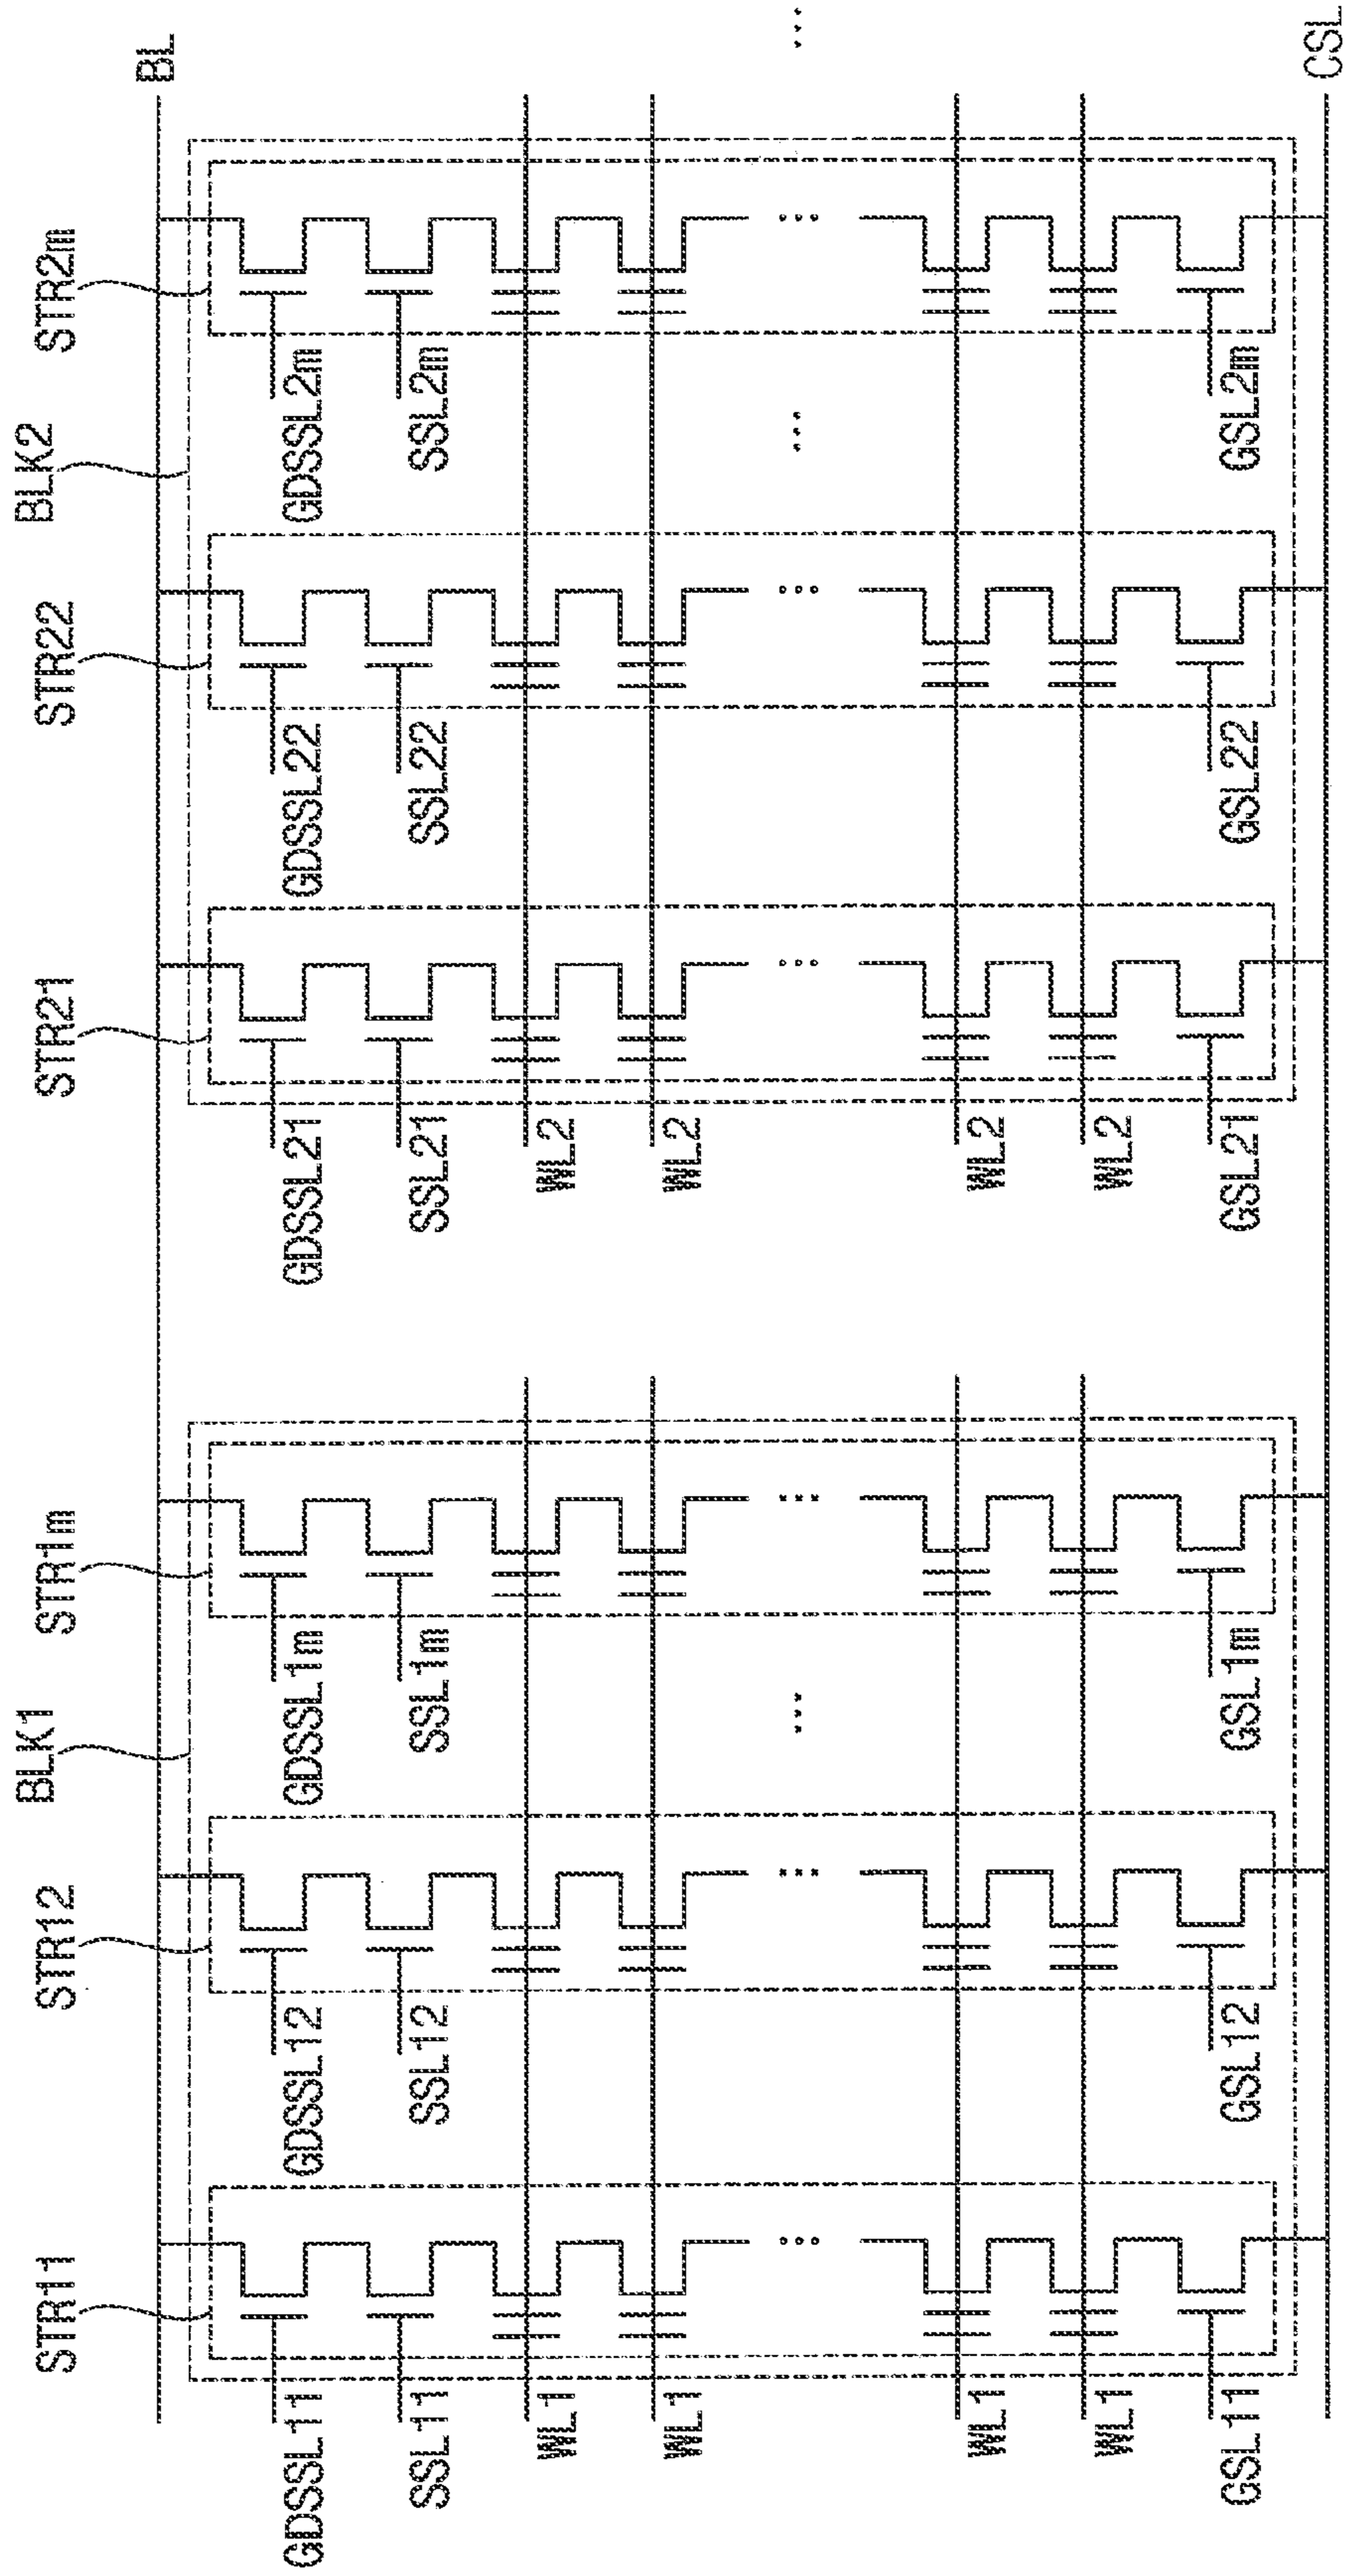 STR11
STR12
BLK1
STR1m
STR21
STR22
BLK2
STR2m
BL
GDSSL11
GDSSL12
GDSSL1m
GDSSL21
GDSSL22
GDSSL2m
SSL11
SSL12
SSL1m
SSL21
SSL22
SSL2m
WL1
WL2
WL1
WL2
...
...
...
WL1
WL2
WL1
WL2
GSL11
GSL12
GSL1m
GSL21
GSL22
GSL2m
CSL